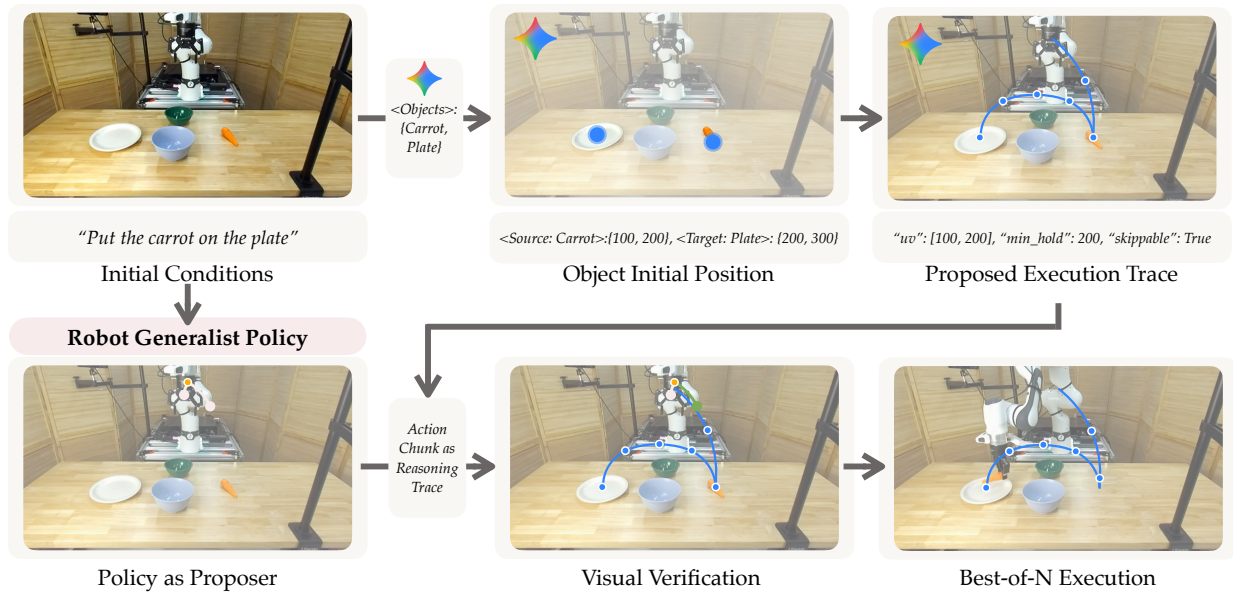 <Objects>:
{Carrot,
Plate}
“Put the carrot on the plate”
<Source: Carrot>:{100, 200}, <Target: Plate>: {200, 300}
“uv”: [100, 200], “min_hold”: 200, “skippable”: True
Initial Conditions
Object Initial Position
Proposed Execution Trace
Robot Generalist Policy
Action
Chunk as
Reasoning
Trace
Policy as Proposer
Visual Verification
Best-of-N Execution